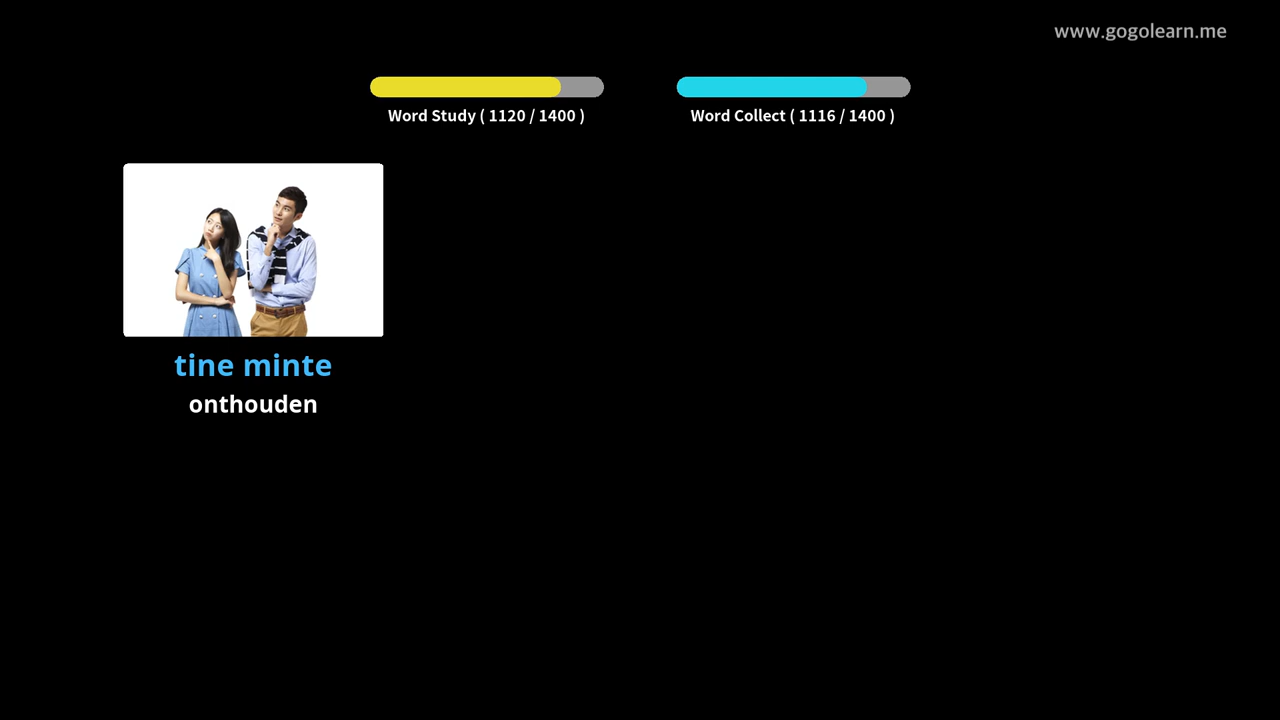 www.gogolearn.me
Word Study ( 1120 / 1400 )
Word Collect ( 1116 / 1400 )
tine minte
onthouden